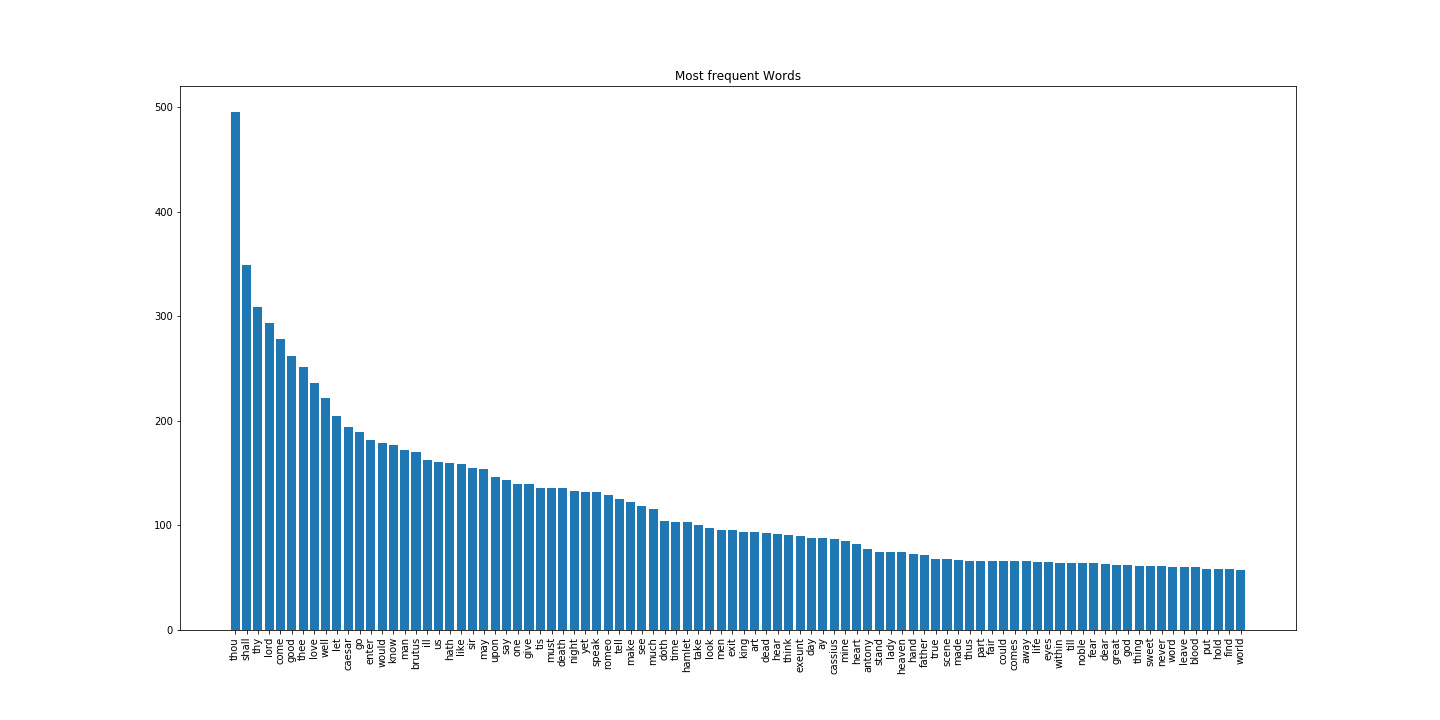 Most frequent Words
500
400
300
200
100
0
thou
shall
thy
lord
come
good
thee
love
well
let
caesar
go
enter
would
know
man
brutus
ill
us
hath
like
sir
may
upon
say
one
give
tis
must
death
night
yet
speak
romeo
tell
make
see
much
doth
time
hamlet
take
look
men
exit
king
art
dead
hear
think
exeunt
day
ay
cassius
mine
heart
antony
stand
lady
heaven
hand
father
true
scene
made
thus
part
fair
could
comes
away
life
eyes
within
till
noble
fear
dear
great
god
thing
sweet
never
word
leave
blood
put
hold
find
world